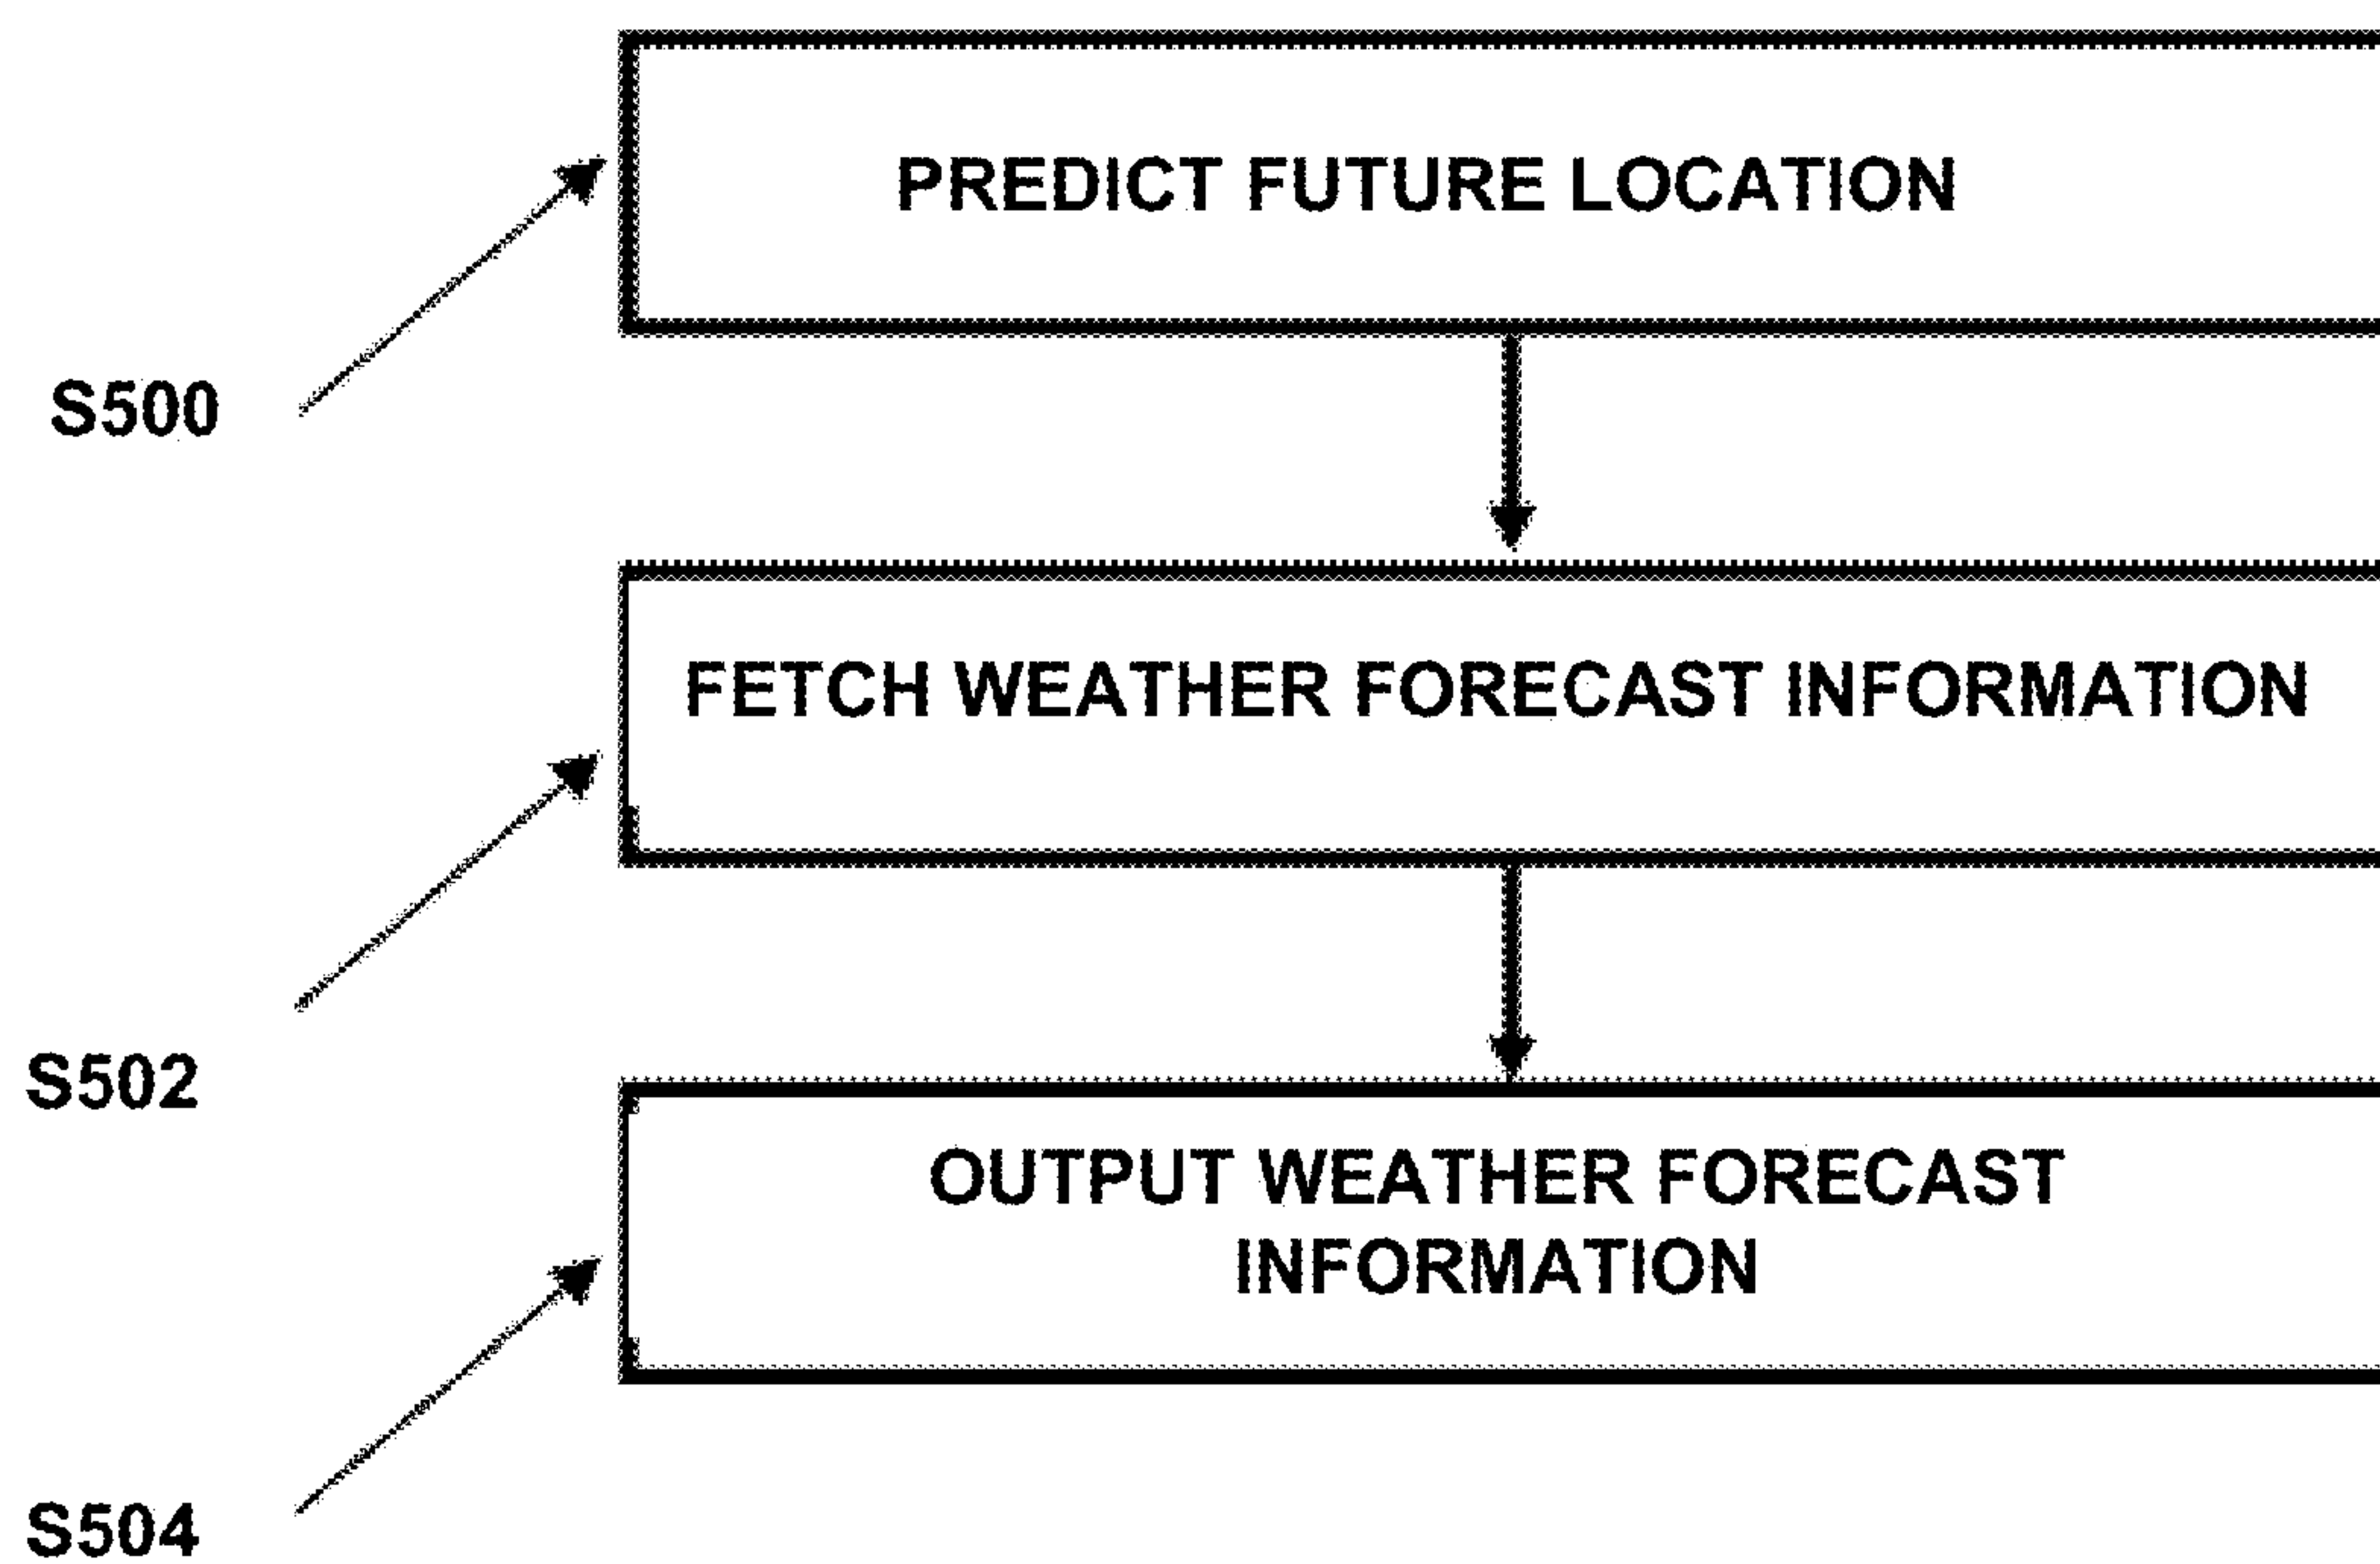 PREDICT FUTURE LOCATION
S500
FETCH WEATHER FORECAST INFORMATION
S502
OUTPUT WEATHER FORECAST
INFORMATION
S504